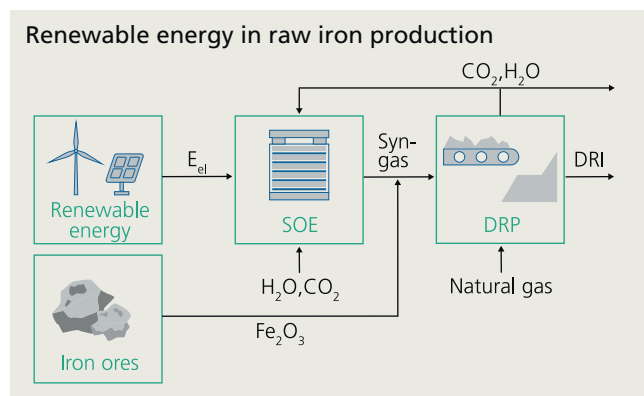 Renewable energy in raw iron production
CO₂,H₂O
Syn-
gas
E_el
DRI
Renewable
energy
SOE
DRP
H₂O,CO₂
Natural gas
Fe₂O₃
Iron ores